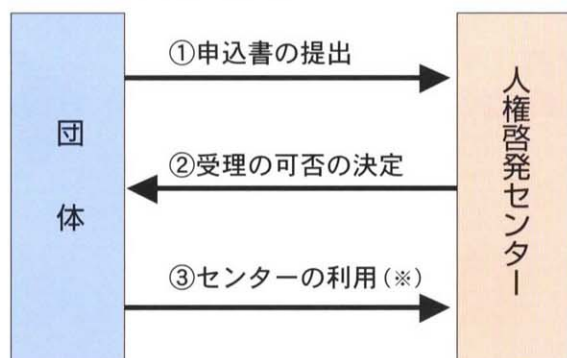 団体
①申込書の提出
②受理の可否の決定
③センターの利用(※)
人権啓発センター